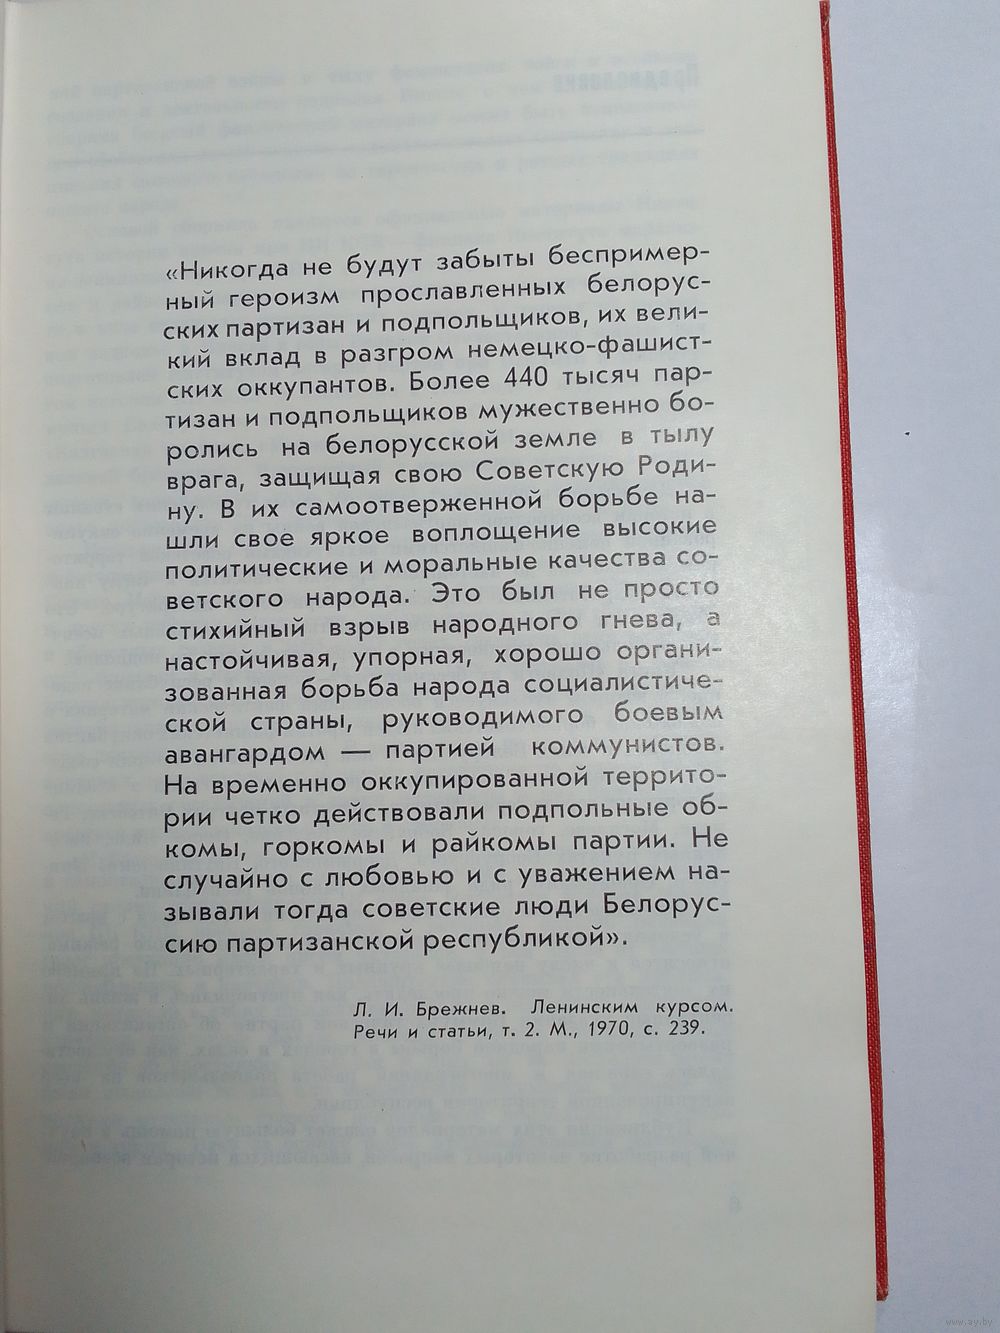 «Никогда не будут забыты беспример-
ный героизм прославленных белорус-
ских партизан и подпольщиков, их вели-
кий вклад в разгром немецко-фашист-
ских оккупантов. Более 440 тысяч пар-
тизан и подпольщиков мужественно бо-
ролись на белорусской земле в тылу
врага, защищая свою Советскую Роди-
ну. В их самоотверженной борьбе на-
шли свое яркое воплощение высокие
политические и моральные качества со-
ветского народа. Это был не просто
стихийный взрыв народного гнева, а
настойчивая, упорная, хорошо органи-
зованная борьба народа социалистиче-
ской страны, руководимого боевым
авангардом — партией коммунистов.
На временно оккупированной террито-
рии четко действовали подпольные об-
комы, горкомы и райкомы партии. Не
случайно с любовью и с уважением на-
зывали тогда советские люди Белорус-
сию партизанской республикой».
Л. И. Брежнев. Ленинским курсом.
Речи и статьи, т. 2. М., 1970, с. 239.
www.ay.by